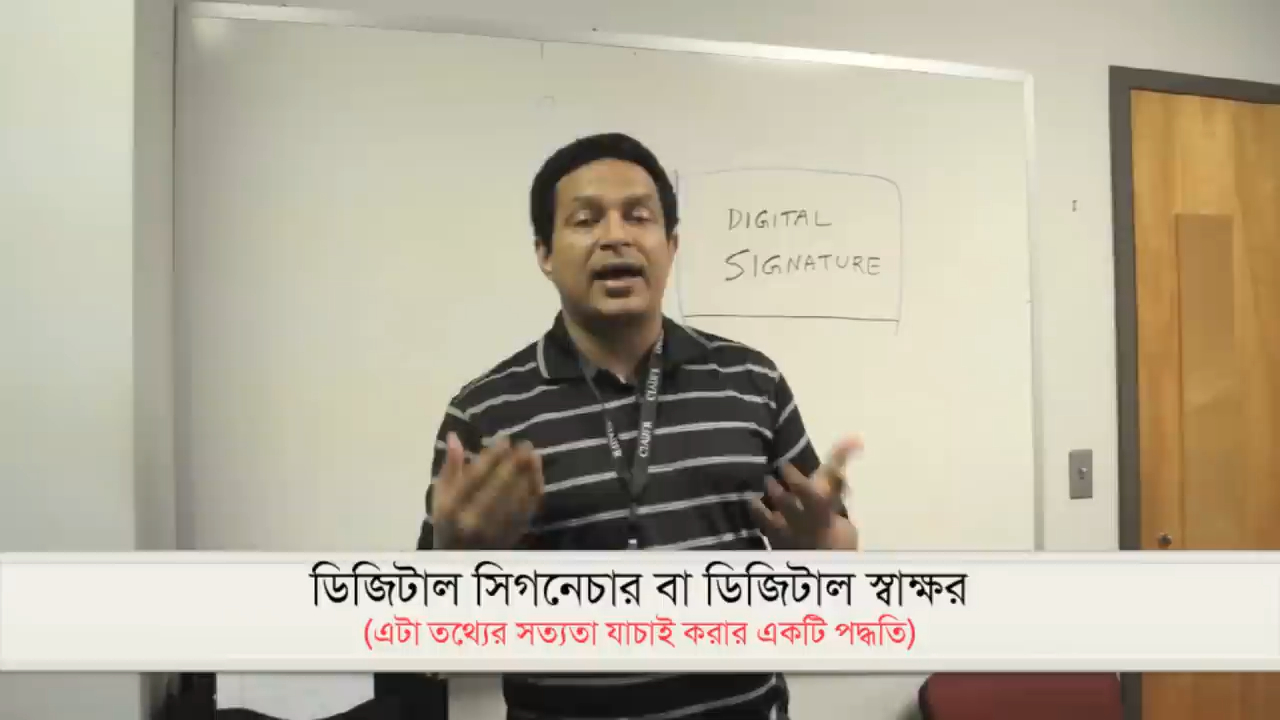 DIGITAL
SIGNATURE
ডিজিটাল সিগনেচার বা ডিজিটাল স্বাক্ষর
(এটা তথ্যের সত্যতা যাচাই করার একটি পদ্ধতি)